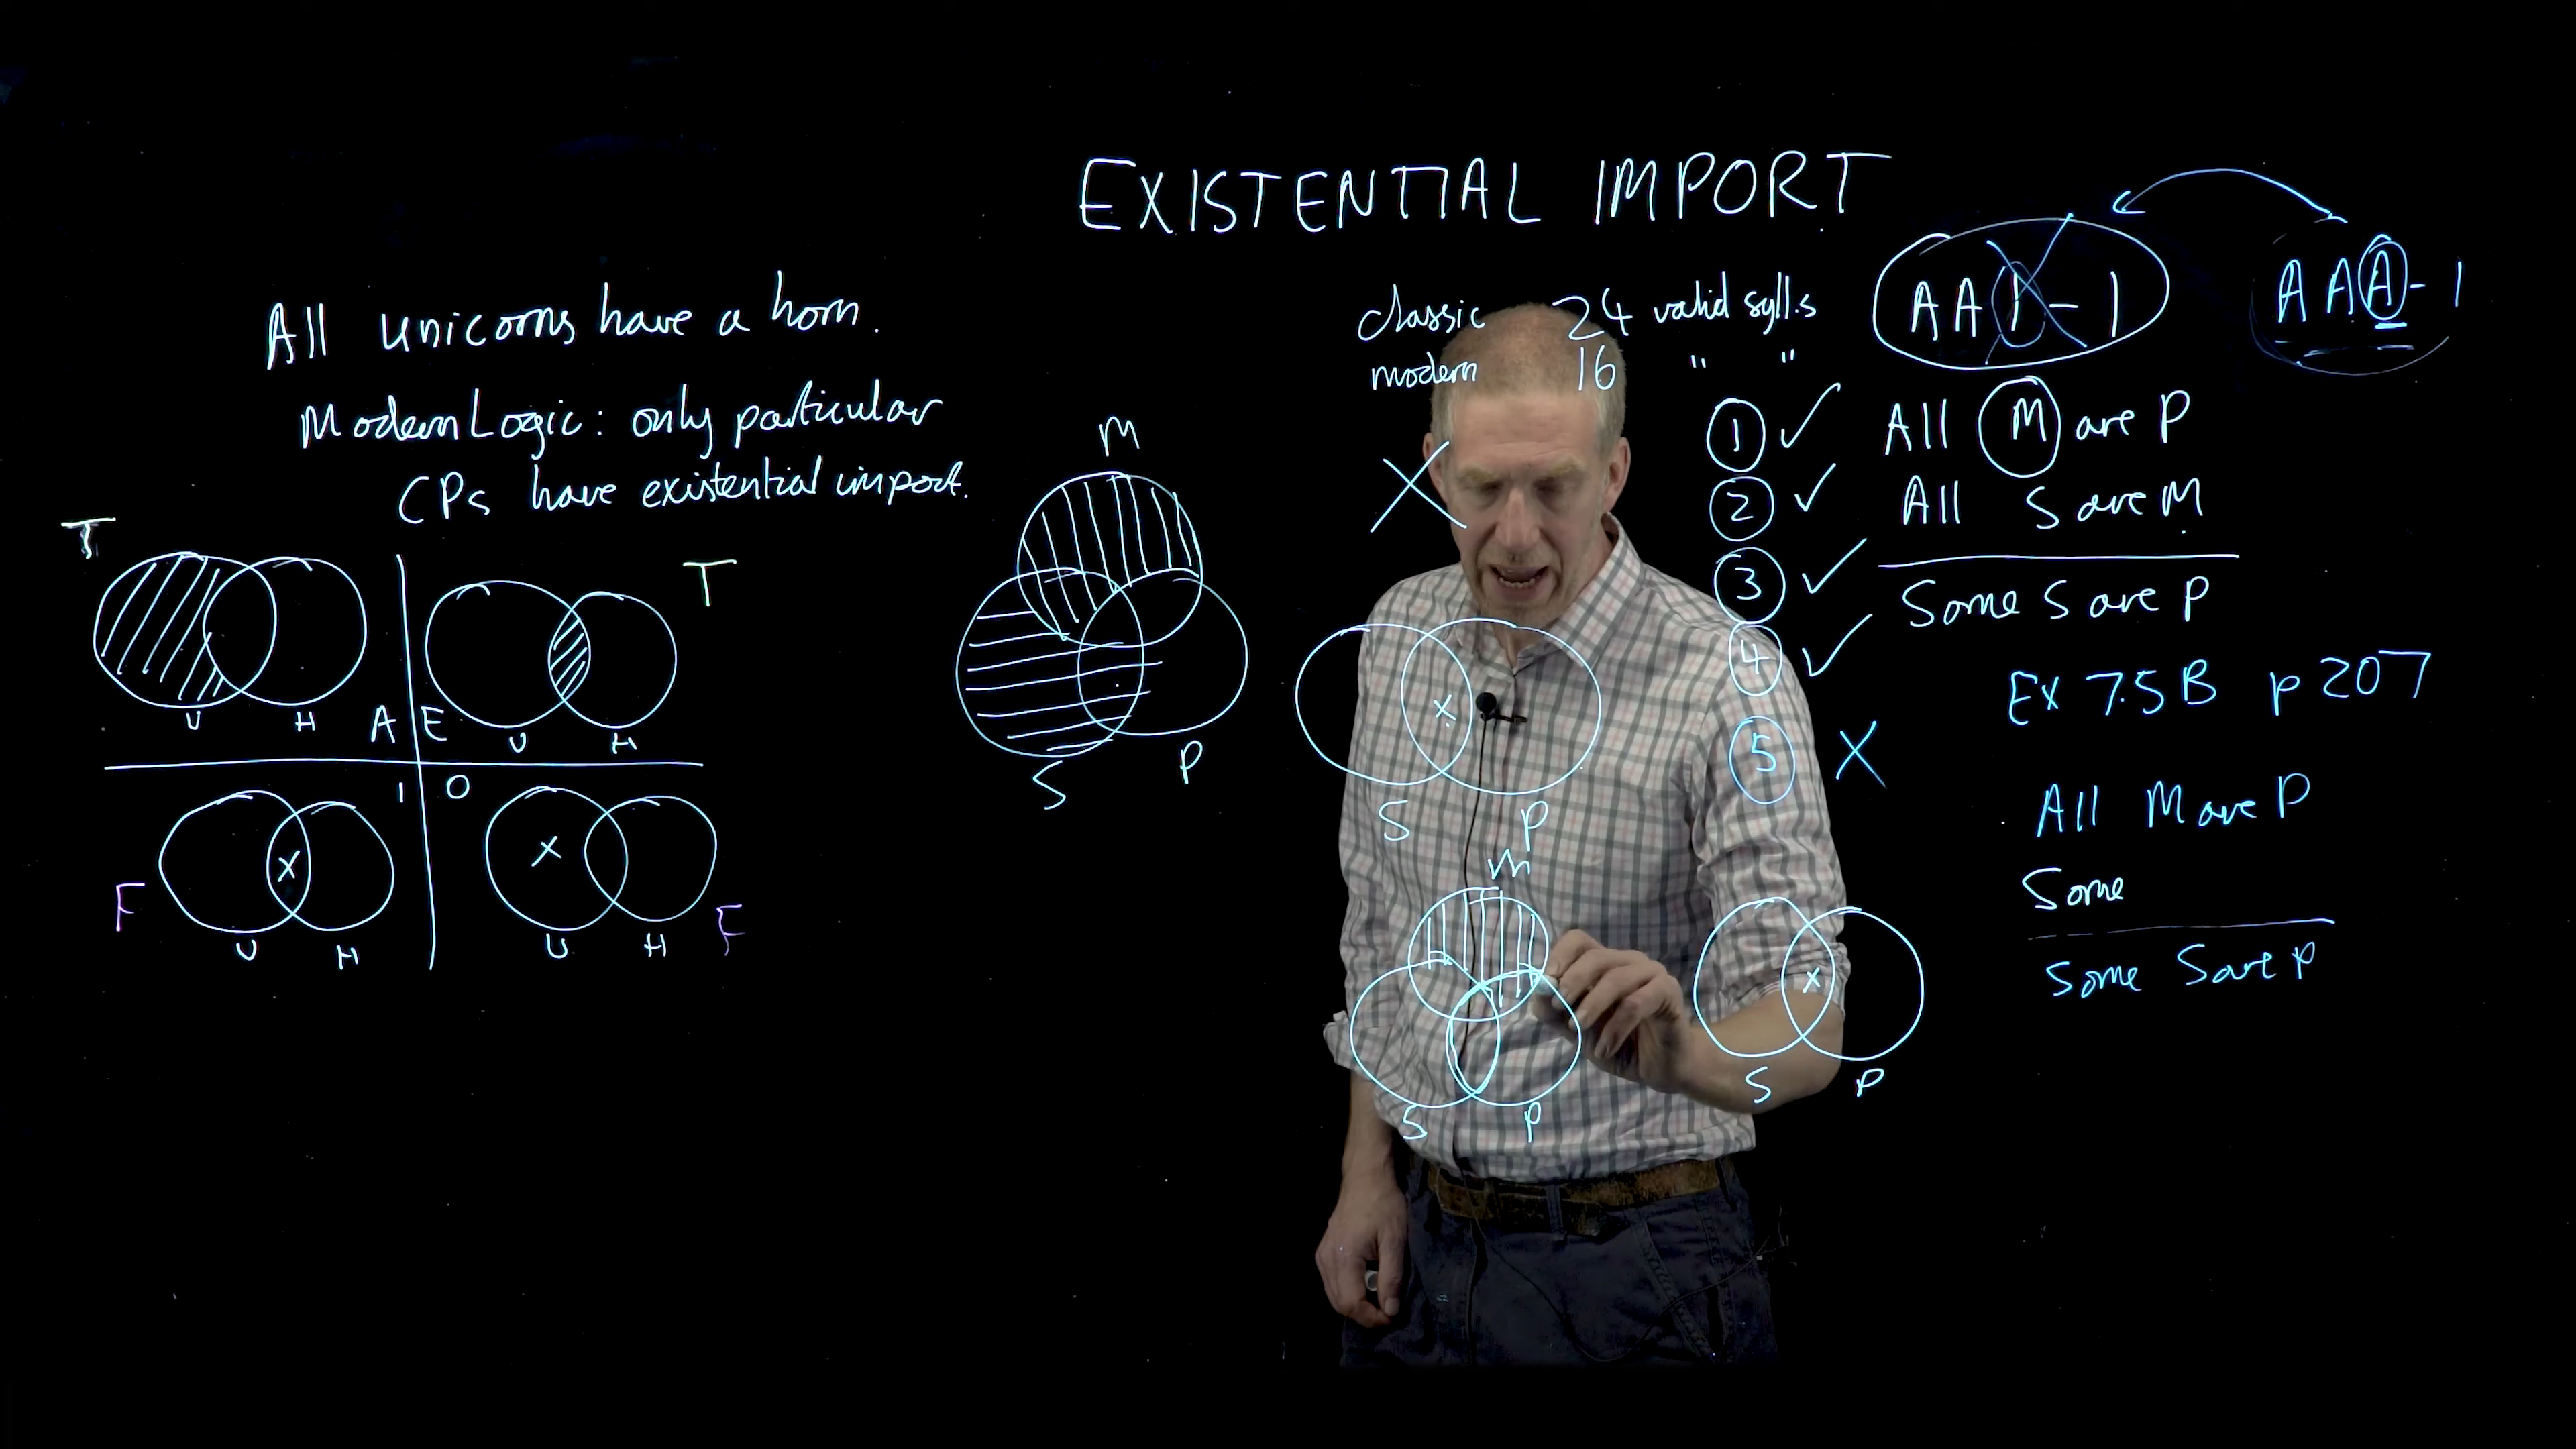 EXISTENTIAL IMPORT
All unicorns have a horn.
Modern Logic: only particular
CPs have existential import.
T
U H A
E U H
T
I
F U H
O
U H F
classic 24 valid sylls
modern 16 " "
M
S P
X
S P
X
AAI-1
AAA-1
1 ✓ All M are P
2 ✓ All S are M
3 ✓ Some S are P
4 ✓
5 X
Ex 7.5B p 207
All M are P
Some
Some S are P
M
S P
X
S P